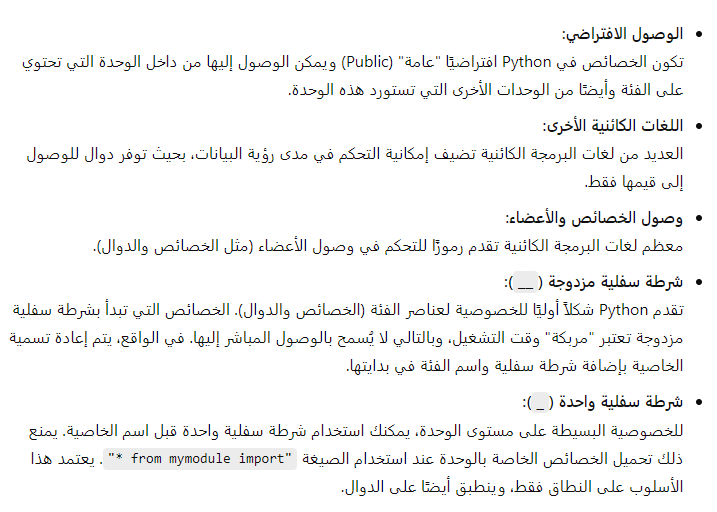 الوصول الافتراضي:
تكون الخصائص في Python افتراضيًا "عامة" (Public) ويمكن الوصول إليها من داخل الوحدة التي تحتوي
على الفئة وأيضًا من الوحدات الأخرى التي تستورد هذه الوحدة.
اللغات الكائنية الأخرى:
العديد من لغات البرمجة الكائنية تضيف إمكانية التحكم في مدى رؤية البيانات، بحيث توفر دوال للوصول
إلى قيمها فقط.
وصول الخصائص والأعضاء:
معظم لغات البرمجة الكائنية تقدم رموزًا للتحكم في وصول الأعضاء (مثل الخصائص والدوال).
شرطة سفلية مزدوجة (__):
تقدم Python شكلاً أوليًا للخصوصية لعناصر الفئة (الخصائص والدوال). الخصائص التي تبدأ بشرطة سفلية
مزدوجة تعتبر "مربكة" وقت التشغيل، وبالتالي لا يُسمح بالوصول المباشر إليها. في الواقع، يتم إعادة تسمية
الخاصية بإضافة شرطة سفلية واسم الفئة في بدايتها.
شرطة سفلية واحدة (_):
للخصوصية البسيطة على مستوى الوحدة، يمكنك استخدام شرطة سفلية واحدة قبل اسم الخاصية. يمنع
ذلك تحميل الخصائص الخاصة بالوحدة عند استخدام الصيغة "* from mymodule import". يعتمد هذا
الأسلوب على النطاق فقط، وينطبق أيضًا على الدوال.